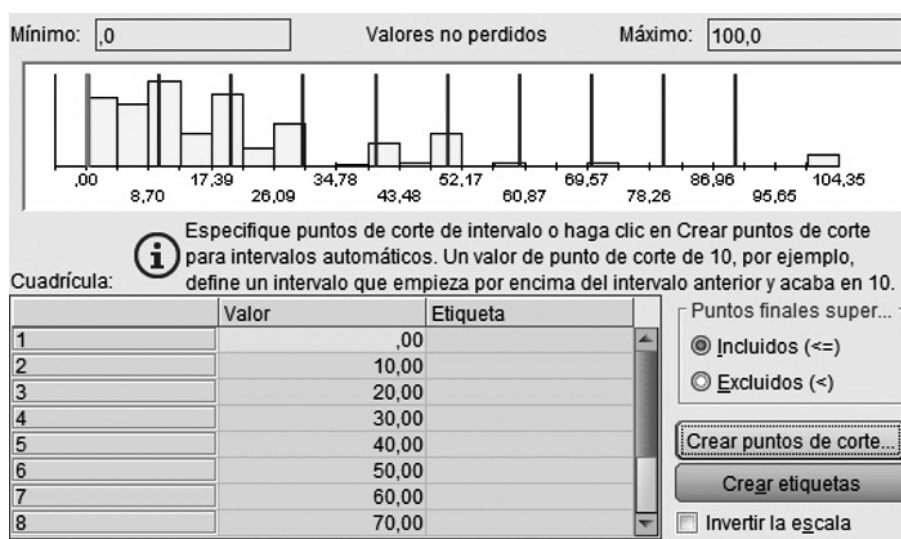 Mínimo: ,0 Valores no perdidos Máximo: 100,0
,00 17,39 34,78 52,17 69,57 86,96 104,35
8,70 26,09 43,48 60,87 78,26 95,65
Especifique puntos de corte de intervalo o haga clic en Crear puntos de corte
para intervalos automáticos. Un valor de punto de corte de 10, por ejemplo,
Cuadrícula: define un intervalo que empieza por encima del intervalo anterior y acaba en 10.
Valor Etiqueta
1 ,00
2 10,00
3 20,00
4 30,00
5 40,00
6 50,00
7 60,00
8 70,00
Puntos finales super...
Incluidos (<=)
Excluidos (<)
Crear puntos de corte...
Crear etiquetas
Invertir la escala